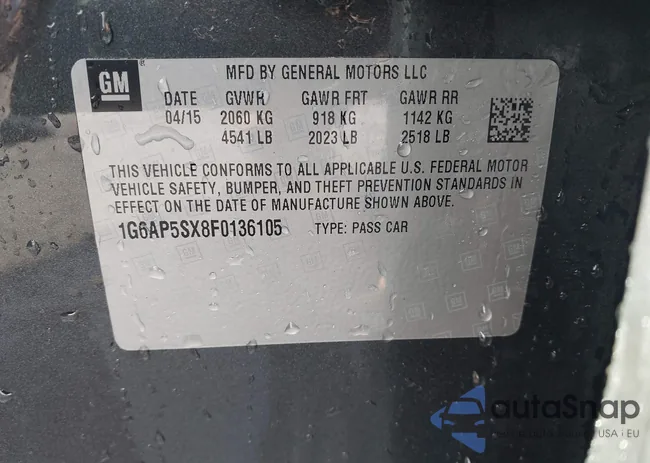 GM
MFD BY GENERAL MOTORS LLC
DATE GVWR GAWR FRT GAWR RR
04/15 2060 KG 918 KG 1142 KG
4541 LB 2023 LB 2518 LB
THIS VEHICLE CONFORMS TO ALL APPLICABLE U.S. FEDERAL MOTOR
VEHICLE SAFETY, BUMPER, AND THEFT PREVENTION STANDARDS IN
EFFECT ON THE DATE OF MANUFACTURE SHOWN ABOVE.
1G6AP5SX8F0136105 TYPE: PASS CAR
autoSnap
USA | EU